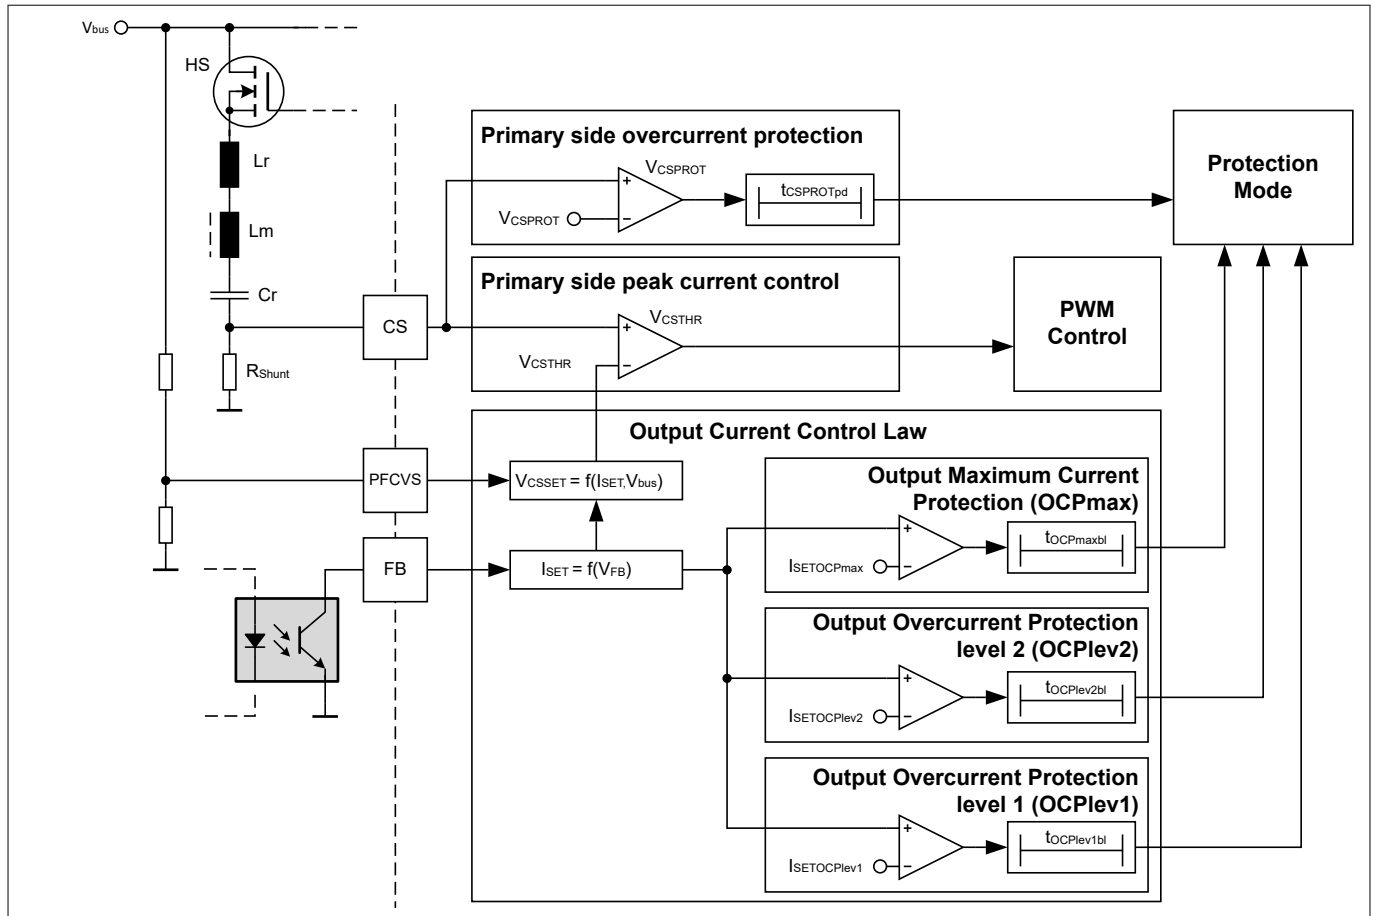 Vbus
HS
Lr
Lm
Cr
RShunt
CS
PFCVS
FB
Primary side overcurrent protection
VCSPROT
VCSPROT
tCSPROTpd
Protection
Mode
Primary side peak current control
VCSTHR
VCSTHR
PWM
Control
Output Current Control Law
VCSSET = f(ISET,Vbus)
ISET = f(VFB)
Output Maximum Current
Protection (OCPmax)
ISETOCPmax
tOCPmaxbl
Output Overcurrent Protection
level 2 (OCPlev2)
ISETOCPlev2
tOCPlev2bl
Output Overcurrent Protection
level 1 (OCPlev1)
ISETOCPlev1
tOCPlev1bl